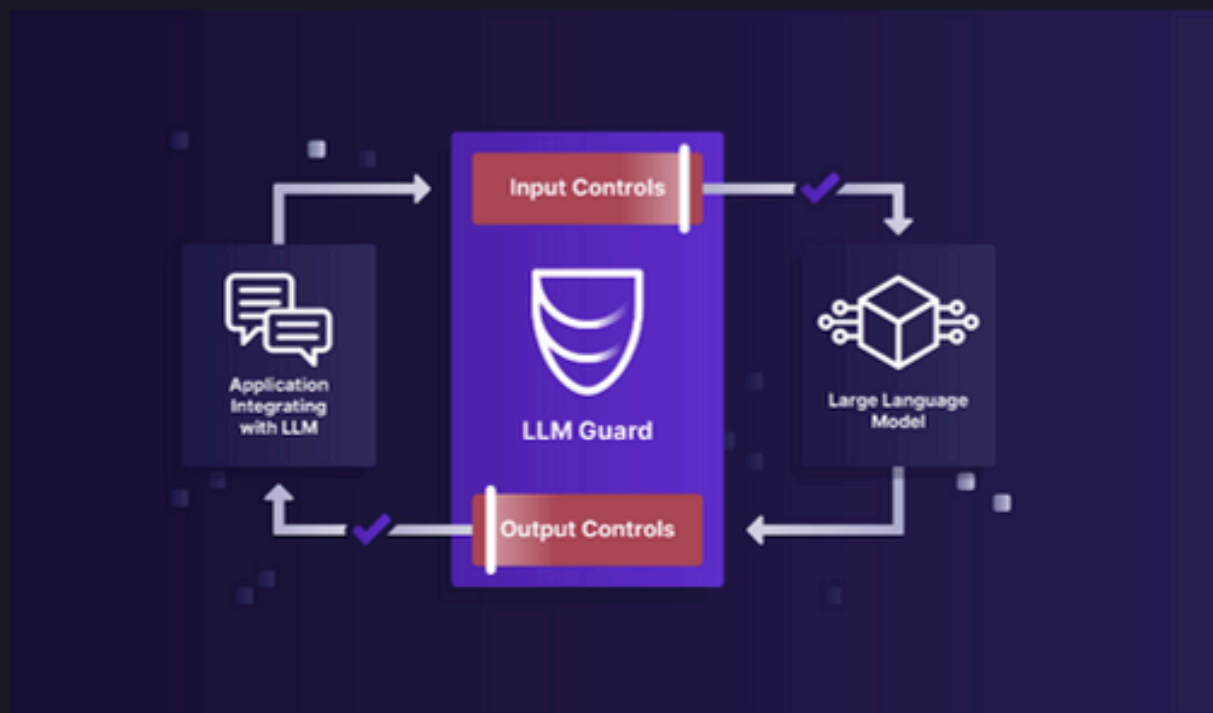 Input Controls
Application
Integrating
with LLM
LLM Guard
Large Language
Model
Output Controls